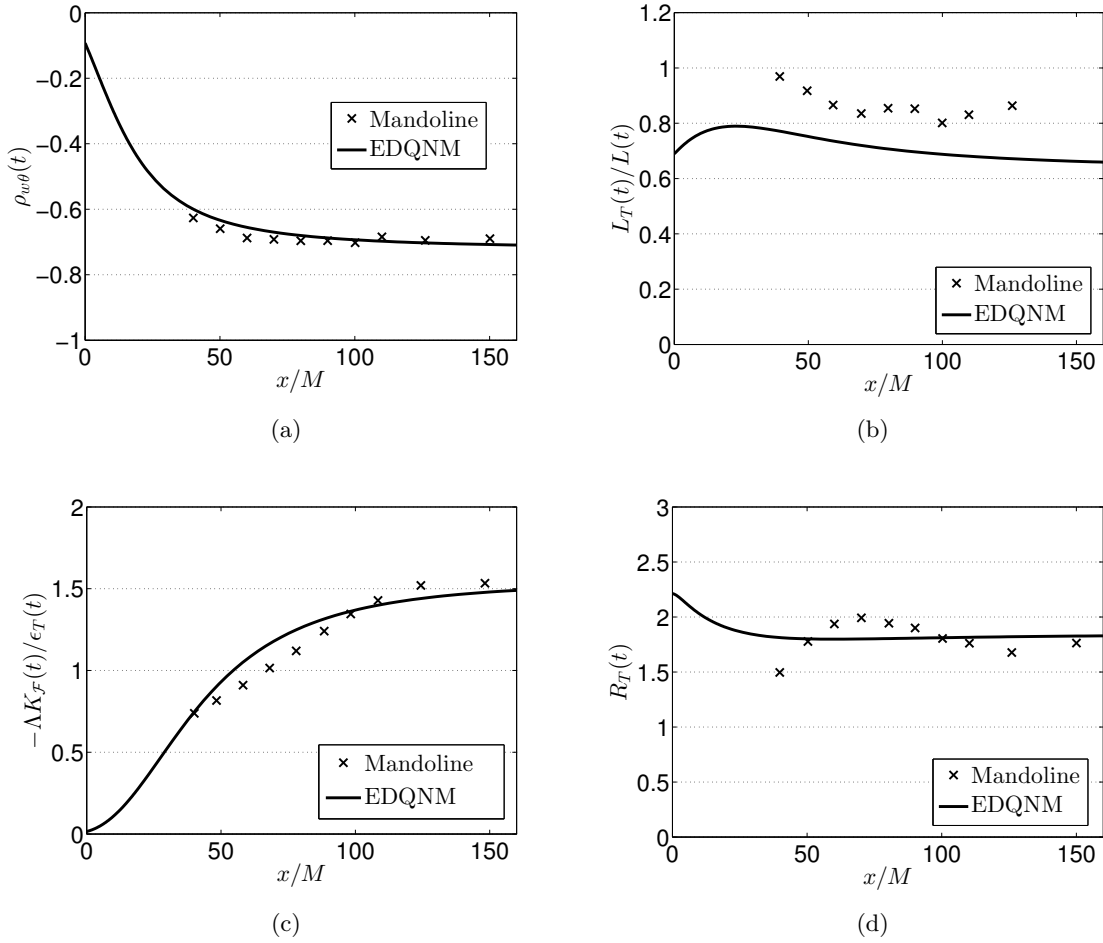 0
−0.2
−0.4
−0.6
−0.8
−1
0 50 100 150
x/M
ρ_{wθ}(t)
× Mandoline
EDQNM
(a)
1.2
1
0.8
0.6
0.4
0.2
0
0 50 100 150
x/M
L_T(t)/L(t)
× Mandoline
EDQNM
(b)
2
1.5
1
0.5
0
0 50 100 150
x/M
−ΛK_{\mathcal{F}}(t)/ϵ_T(t)
× Mandoline
EDQNM
(c)
3
2.5
2
1.5
1
0.5
0
0 50 100 150
x/M
R_T(t)
× Mandoline
EDQNM
(d)